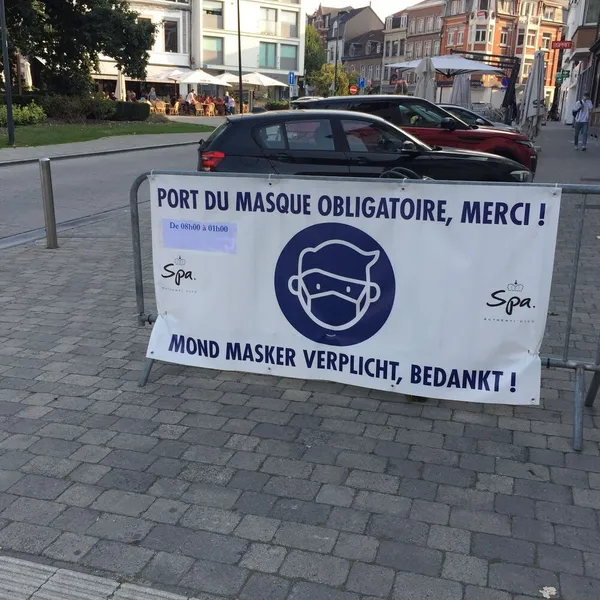 PORT DU MASQUE OBLIGATOIRE, MERCI !
De 08h00 à 01h00
Spa.
Spa.
MOND MASKER VERPLICHT, BEDANKT !